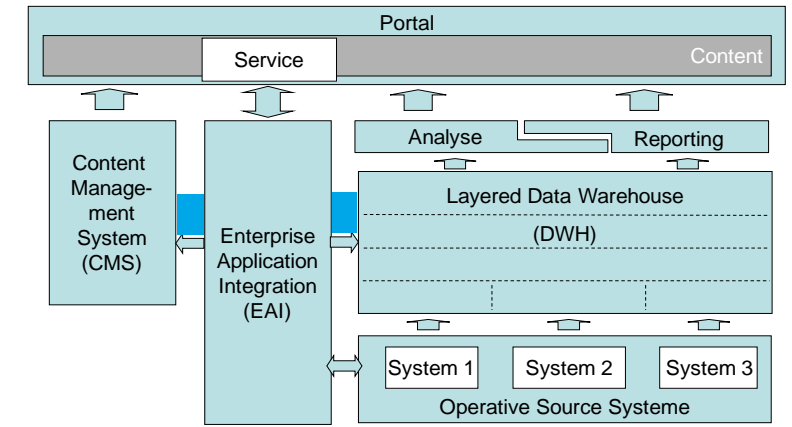 Portal
Service
Content
Content
Manage-
ment
System
(CMS)
Enterprise
Application
Integration
(EAI)
Analyse
Reporting
Layered Data Warehouse
(DWH)
System 1
System 2
System 3
Operative Source Systeme